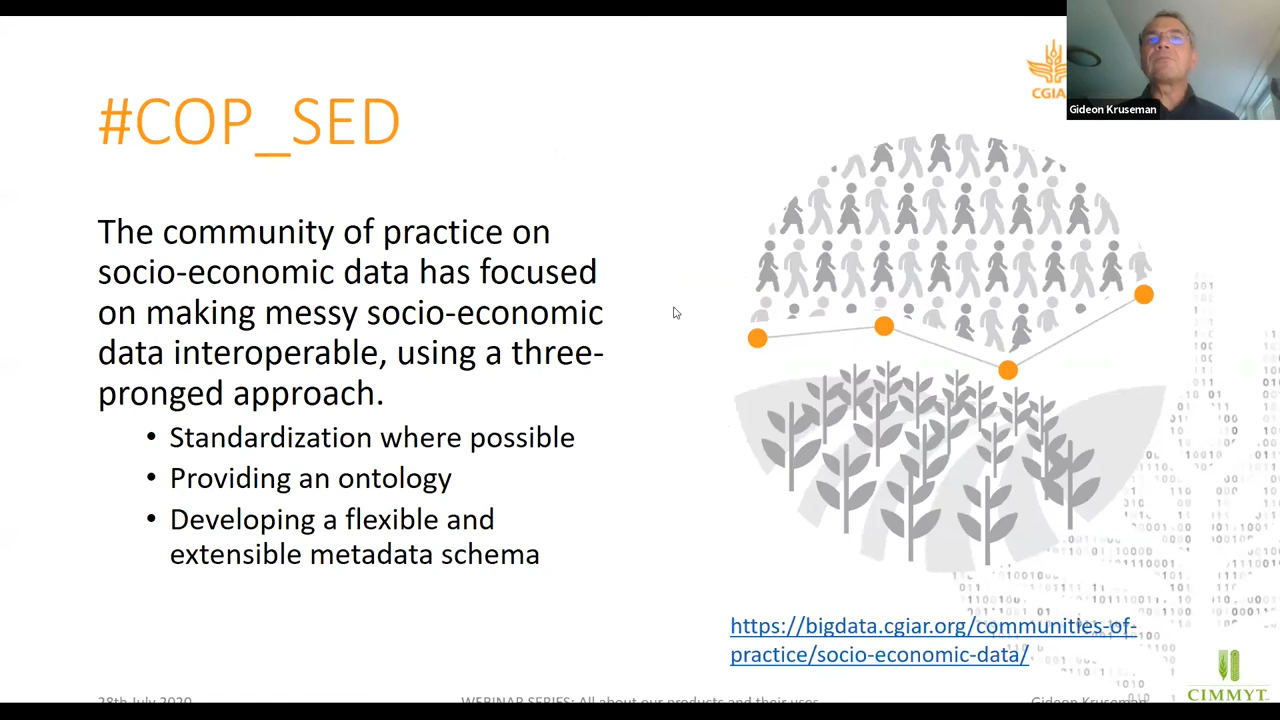 #COP_SED
CGIA
Gideon Kruseman
The community of practice on
socio-economic data has focused
on making messy socio-economic
data interoperable, using a three-
pronged approach.
• Standardization where possible
• Providing an ontology
• Developing a flexible and
extensible metadata schema
https://bigdata.cgiar.org/communities-of-
practice/socio-economic-data/
28th July 2020
WEBINAR SERIES: All about our products and their uses
Gideon Kruseman
CIMMYT